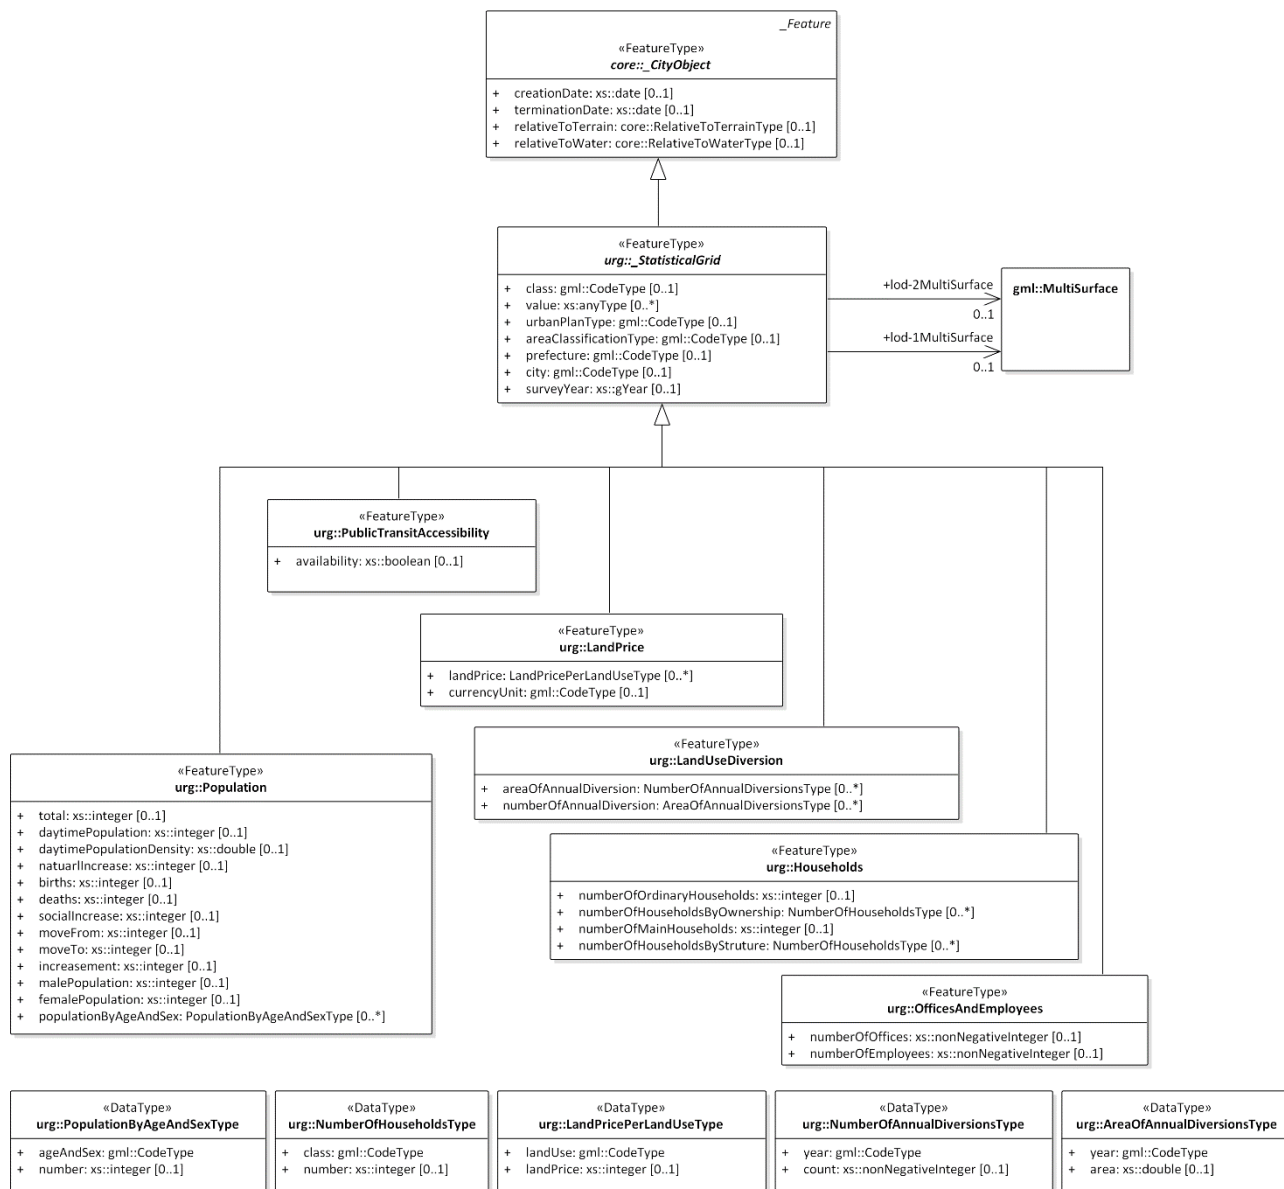 _Feature
«FeatureType»
core::_CityObject
+ creationDate: xs::date [0..1]
+ terminationDate: xs::date [0..1]
+ relativeToTerrain: core::RelativeToTerrainType [0..1]
+ relativeToWater: core::RelativeToWaterType [0..1]
«FeatureType»
urg::_StatisticalGrid
+ class: gml::CodeType [0..1]
+ value: xs:anyType [0..*]
+ urbanPlanType: gml::CodeType [0..1]
+ areaClassificationType: gml::CodeType [0..1]
+ prefecture: gml::CodeType [0..1]
+ city: gml::CodeType [0..1]
+ surveyYear: xs::gYear [0..1]
+lod-2MultiSurface
0..1
+lod-1MultiSurface
0..1
gml::MultiSurface
«FeatureType»
urg::PublicTransitAccessibility
+ availability: xs::boolean [0..1]
«FeatureType»
urg::LandPrice
+ landPrice: LandPricePerLandUseType [0..*]
+ currencyUnit: gml::CodeType [0..1]
«FeatureType»
urg::LandUseDiversion
+ areaOfAnnualDiversion: NumberOfAnnualDiversionsType [0..*]
+ numberOfAnnualDiversion: AreaOfAnnualDiversionsType [0..*]
«FeatureType»
urg::Population
+ total: xs::integer [0..1]
+ daytimePopulation: xs::integer [0..1]
+ daytimePopulationDensity: xs::double [0..1]
+ natuarlIncrease: xs::integer [0..1]
+ births: xs::integer [0..1]
+ deaths: xs::integer [0..1]
+ socialIncrease: xs::integer [0..1]
+ moveFrom: xs::integer [0..1]
+ moveTo: xs::integer [0..1]
+ increasement: xs::integer [0..1]
+ malePopulation: xs::integer [0..1]
+ femalePopulation: xs::integer [0..1]
+ populationByAgeAndSex: PopulationByAgeAndSexType [0..*]
«FeatureType»
urg::Households
+ numberOfOrdinaryHouseholds: xs::integer [0..1]
+ numberOfHouseholdsByOwnership: NumberOfHouseholdsType [0..*]
+ numberOfMainHouseholds: xs::integer [0..1]
+ numberOfHouseholdsByStruture: NumberOfHouseholdsType [0..*]
«FeatureType»
urg::OfficesAndEmployees
+ numberOfOffices: xs::nonNegativeInteger [0..1]
+ numberOfEmployees: xs::nonNegativeInteger [0..1]
«DataType»
urg::PopulationByAgeAndSexType
+ ageAndSex: gml::CodeType
+ number: xs::integer [0..1]
«DataType»
urg::NumberOfHouseholdsType
+ class: gml::CodeType
+ number: xs::integer [0..1]
«DataType»
urg::LandPricePerLandUseType
+ landUse: gml::CodeType
+ landPrice: xs::integer [0..1]
«DataType»
urg::NumberOfAnnualDiversionsType
+ year: gml::CodeType
+ count: xs::nonNegativeInteger [0..1]
«DataType»
urg::AreaOfAnnualDiversionsType
+ year: gml::CodeType
+ area: xs::double [0..1]